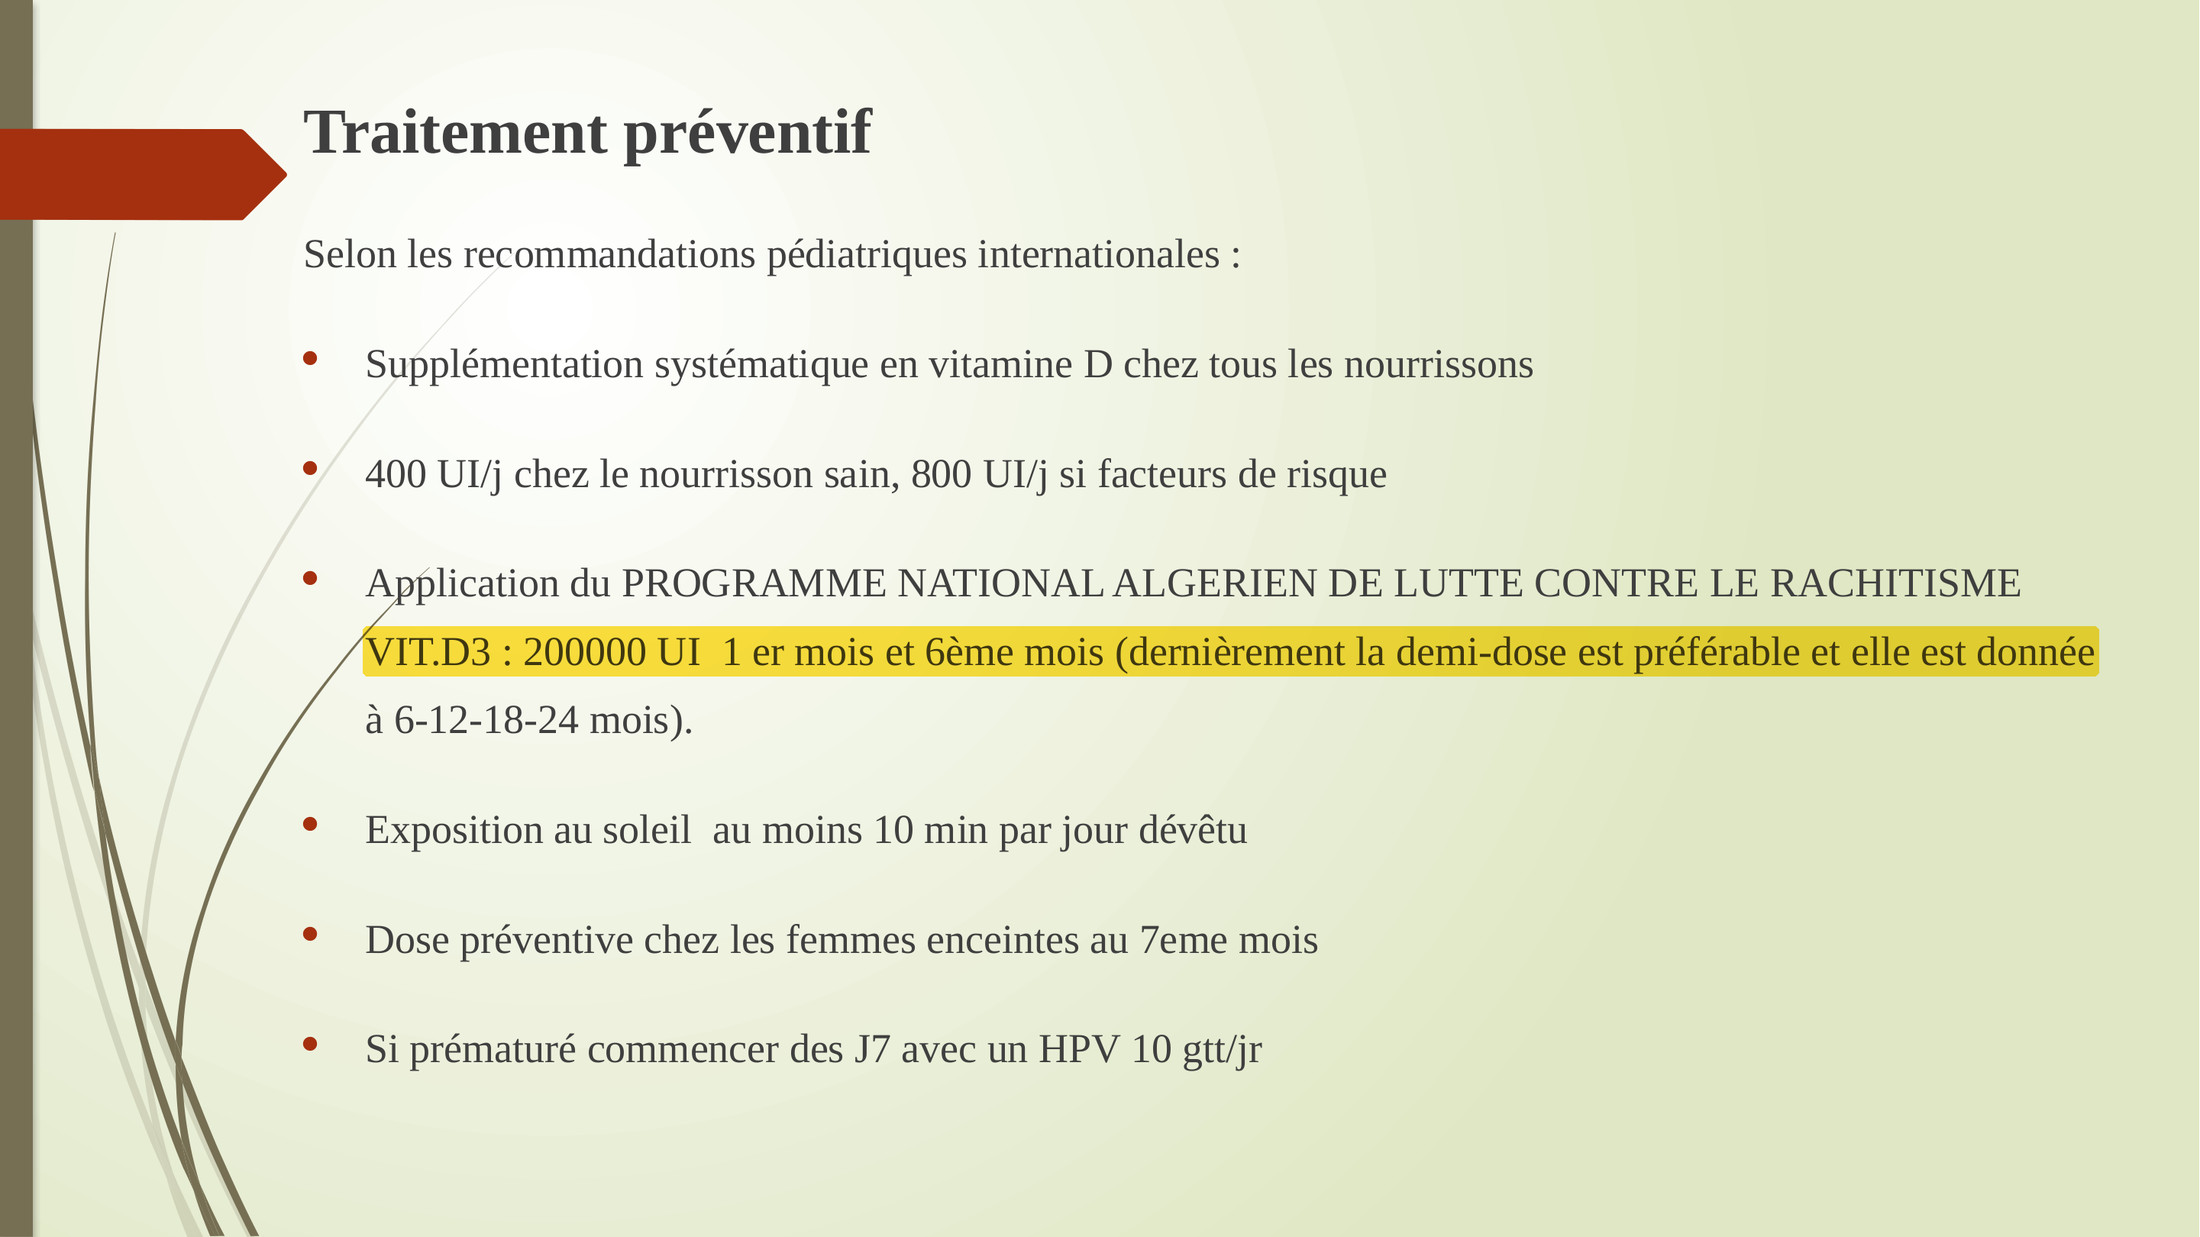 Traitement préventif
Selon les recommandations pédiatriques internationales :
• Supplémentation systématique en vitamine D chez tous les nourrissons
• 400 UI/j chez le nourrisson sain, 800 UI/j si facteurs de risque
• Application du PROGRAMME NATIONAL ALGERIEN DE LUTTE CONTRE LE RACHITISME
VIT.D3 : 200000 UI  1 er mois et 6ème mois (dernièrement la demi-dose est préférable et elle est donnée
à 6-12-18-24 mois).
• Exposition au soleil  au moins 10 min par jour dévêtu
• Dose préventive chez les femmes enceintes au 7eme mois
• Si prématuré commencer des J7 avec un HPV 10 gtt/jr